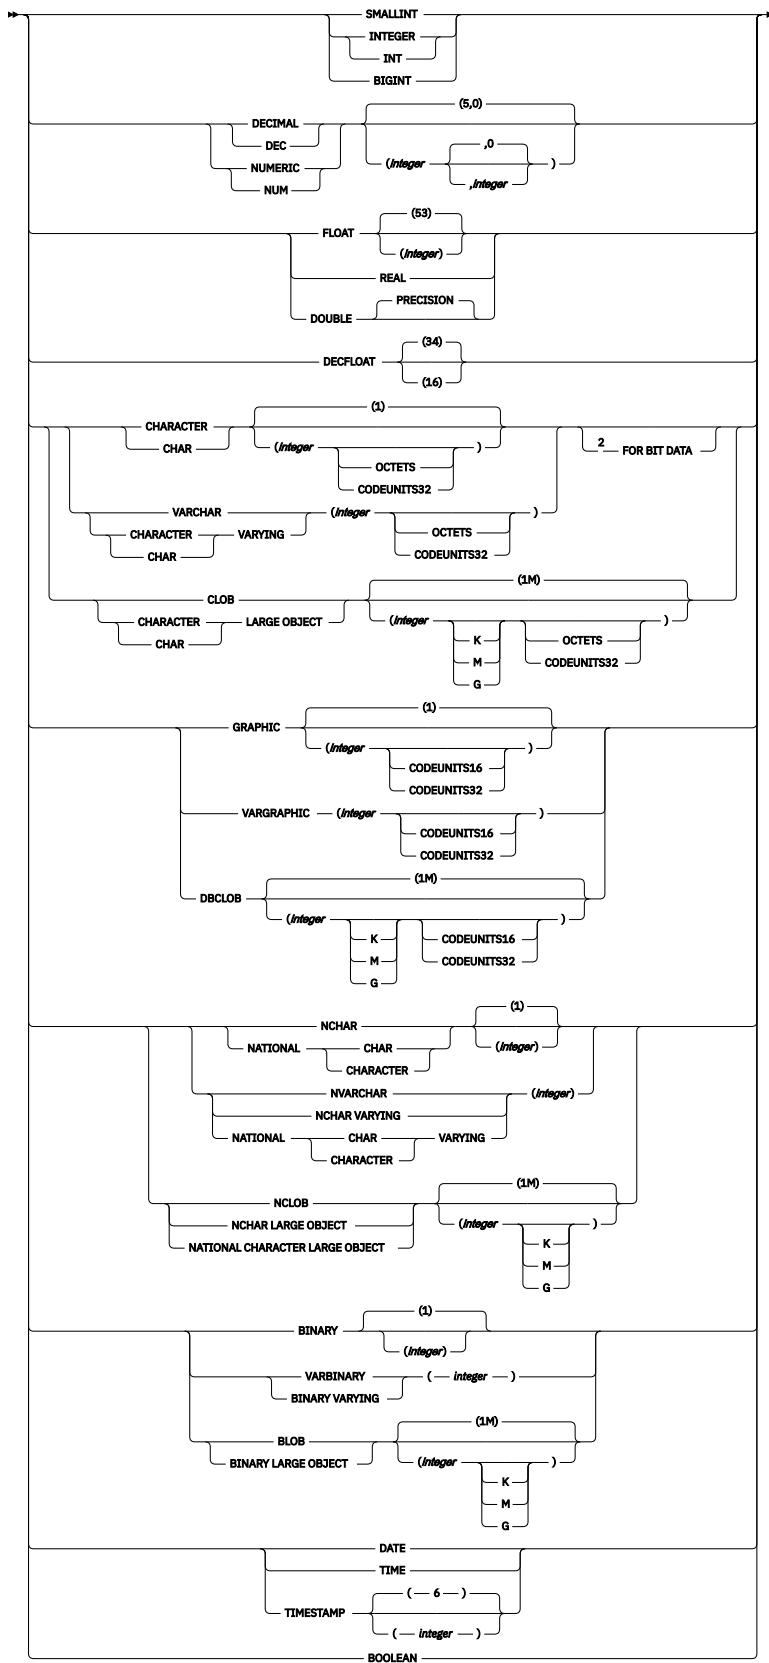 SMALLINT
INTEGER
INT
BIGINT
(5,0)
DECIMAL
DEC
,0
(integer )
NUMERIC
,integer
NUM
(53)
FLOAT
(integer)
REAL
PRECISION
DOUBLE
(34)
DECFLOAT
(16)
(1)
CHARACTER
CHAR (integer )
2 FOR BIT DATA
OCTETS
CODEUNITS32
VARCHAR (integer )
CHARACTER VARYING OCTETS
CHAR CODEUNITS32
(1M)
CLOB
CHARACTER LARGE OBJECT (integer )
CHAR K OCTETS
M CODEUNITS32
G
(1)
GRAPHIC
(integer )
CODEUNITS16
CODEUNITS32
VARGRAPHIC (integer )
CODEUNITS16
CODEUNITS32
(1M)
DBCLOB
(integer )
K CODEUNITS16
M CODEUNITS32
G
(1)
NCHAR
NATIONAL CHAR (integer)
CHARACTER
NVARCHAR (integer)
NCHAR VARYING
NATIONAL CHAR VARYING
CHARACTER
(1M)
NCLOB
NCHAR LARGE OBJECT (integer )
NATIONAL CHARACTER LARGE OBJECT K
M
G
(1)
BINARY
(integer)
VARBINARY ( integer )
BINARY VARYING
(1M)
BLOB
BINARY LARGE OBJECT (integer )
K
M
G
DATE
TIME
( 6 )
TIMESTAMP
( integer )
BOOLEAN